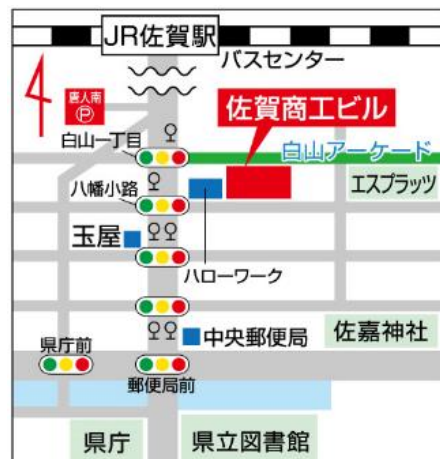 JR佐賀駅
バスセンター
唐人南
P
佐賀商工ビル
白山一丁目
白山アーケード
エスプラッツ
八幡小路
玉屋
ハローワーク
中央郵便局
佐嘉神社
県庁前
郵便局前
県庁
県立図書館